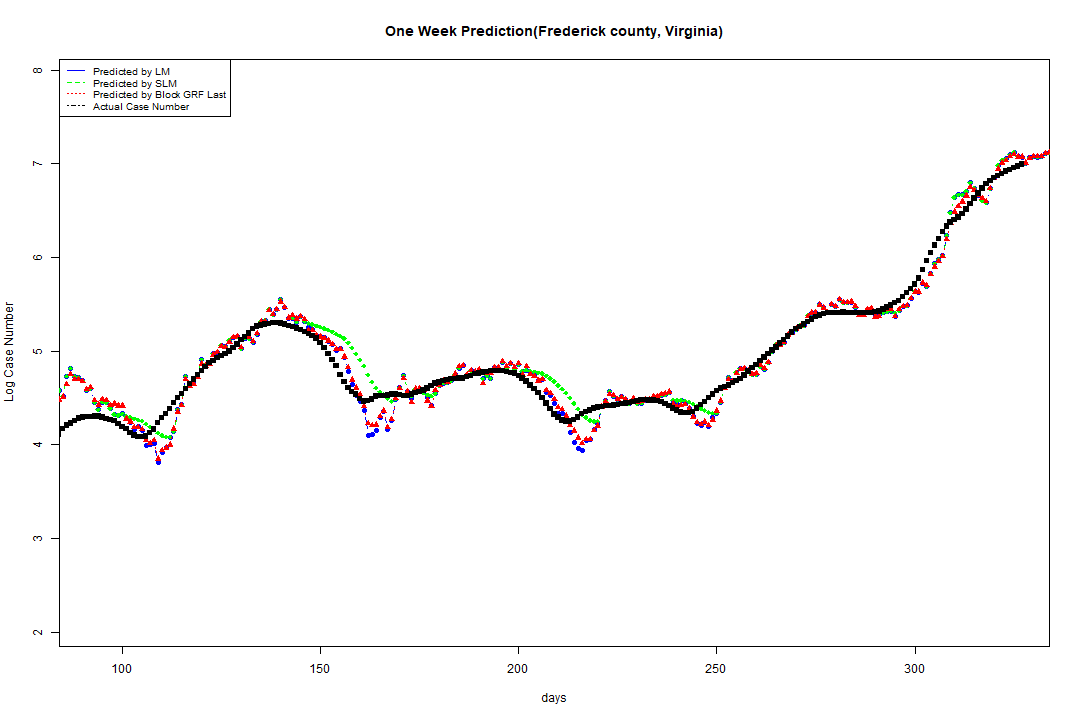 One Week Prediction(Frederick county, Virginia)
Predicted by LM
Predicted by SLM
Predicted by Block GRF Last
Actual Case Number
8
7
6
5
4
3
2
Log Case Number
100 150 200 250 300
days